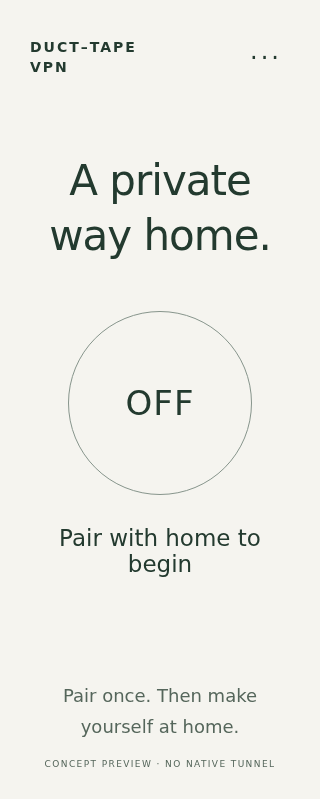 DUCT–TAPE
VPN
...
A private
way home.
OFF
Pair with home to
begin
Pair once. Then make
yourself at home.
CONCEPT PREVIEW · NO NATIVE TUNNEL